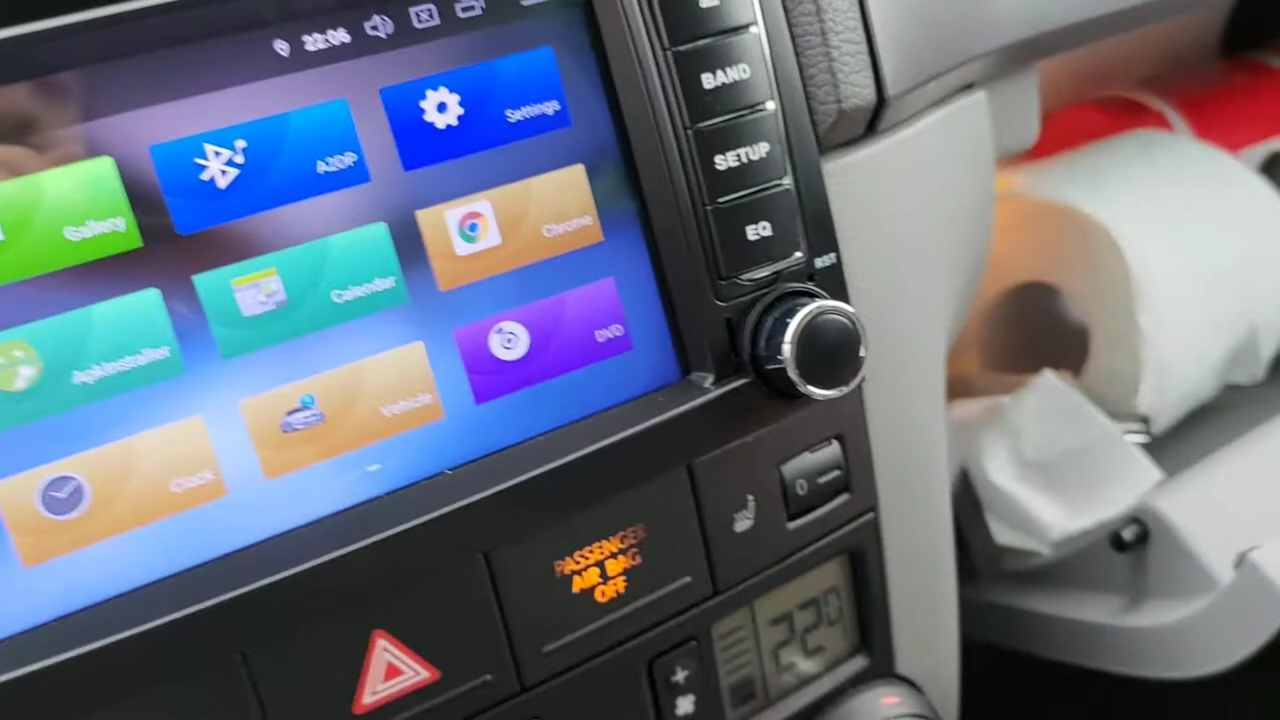 22:06
BAND
SETUP
EQ
RST
Settings
A2DP
Gallery
Chrome
Calendar
ApkInstaller
DVD
Vehicle
Clock
0
PASSENGER
AIR BAG
OFF
22.0
+